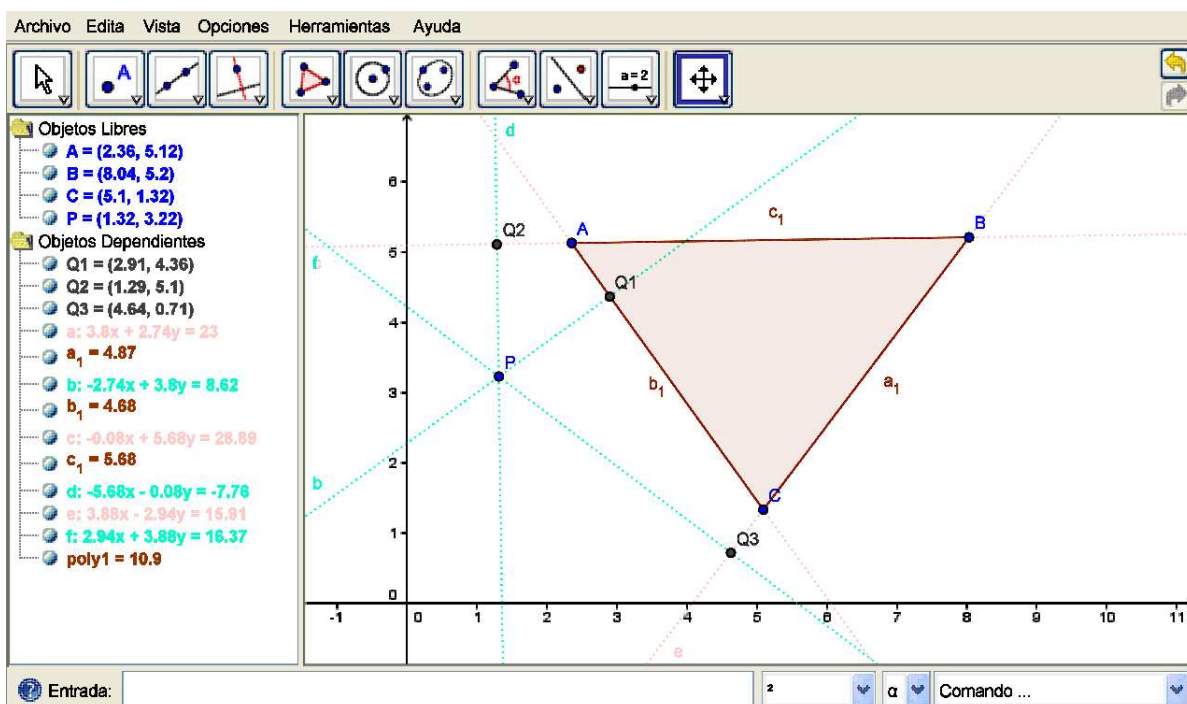 Archivo Edita Vista Opciones Herramientas Ayuda
A α a=2
Objetos Libres
A = (2.36, 5.12)
B = (8.04, 5.2)
C = (5.1, 1.32)
P = (1.32, 3.22)
Objetos Dependientes
Q1 = (2.91, 4.36)
Q2 = (1.29, 5.1)
Q3 = (4.64, 0.71)
a: 3.8x + 2.74y = 23
a₁ = 4.87
b: -2.74x + 3.8y = 8.62
b₁ = 4.68
c: -0.08x + 5.68y = 28.89
c₁ = 5.68
d: -5.68x - 0.08y = -7.76
e: 3.88x - 2.94y = 15.91
f: 2.94x + 3.88y = 16.37
poly1 = 10.9
d
6
c₁
Q2 A B
5
f
Q1
4
P
b₁ a₁
3
2
b
C
1
Q3
0
-1 0 1 2 3 4 5 6 7 8 9 10 11
e
Entrada: ² α Comando ...